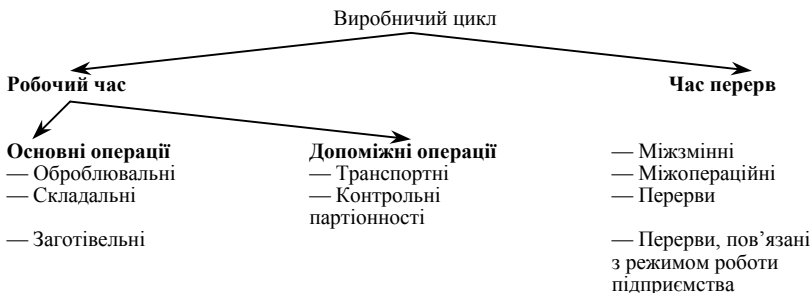 Виробничий цикл
Робочий час
Час перерв
Основні операції
— Оброблювальні
— Складальні
— Заготівельні
Допоміжні операції
— Транспортні
— Контрольні
партіонності
— Міжзмінні
— Міжопераційні
— Перерви
— Перерви, пов’язані
з режимом роботи
підприємства